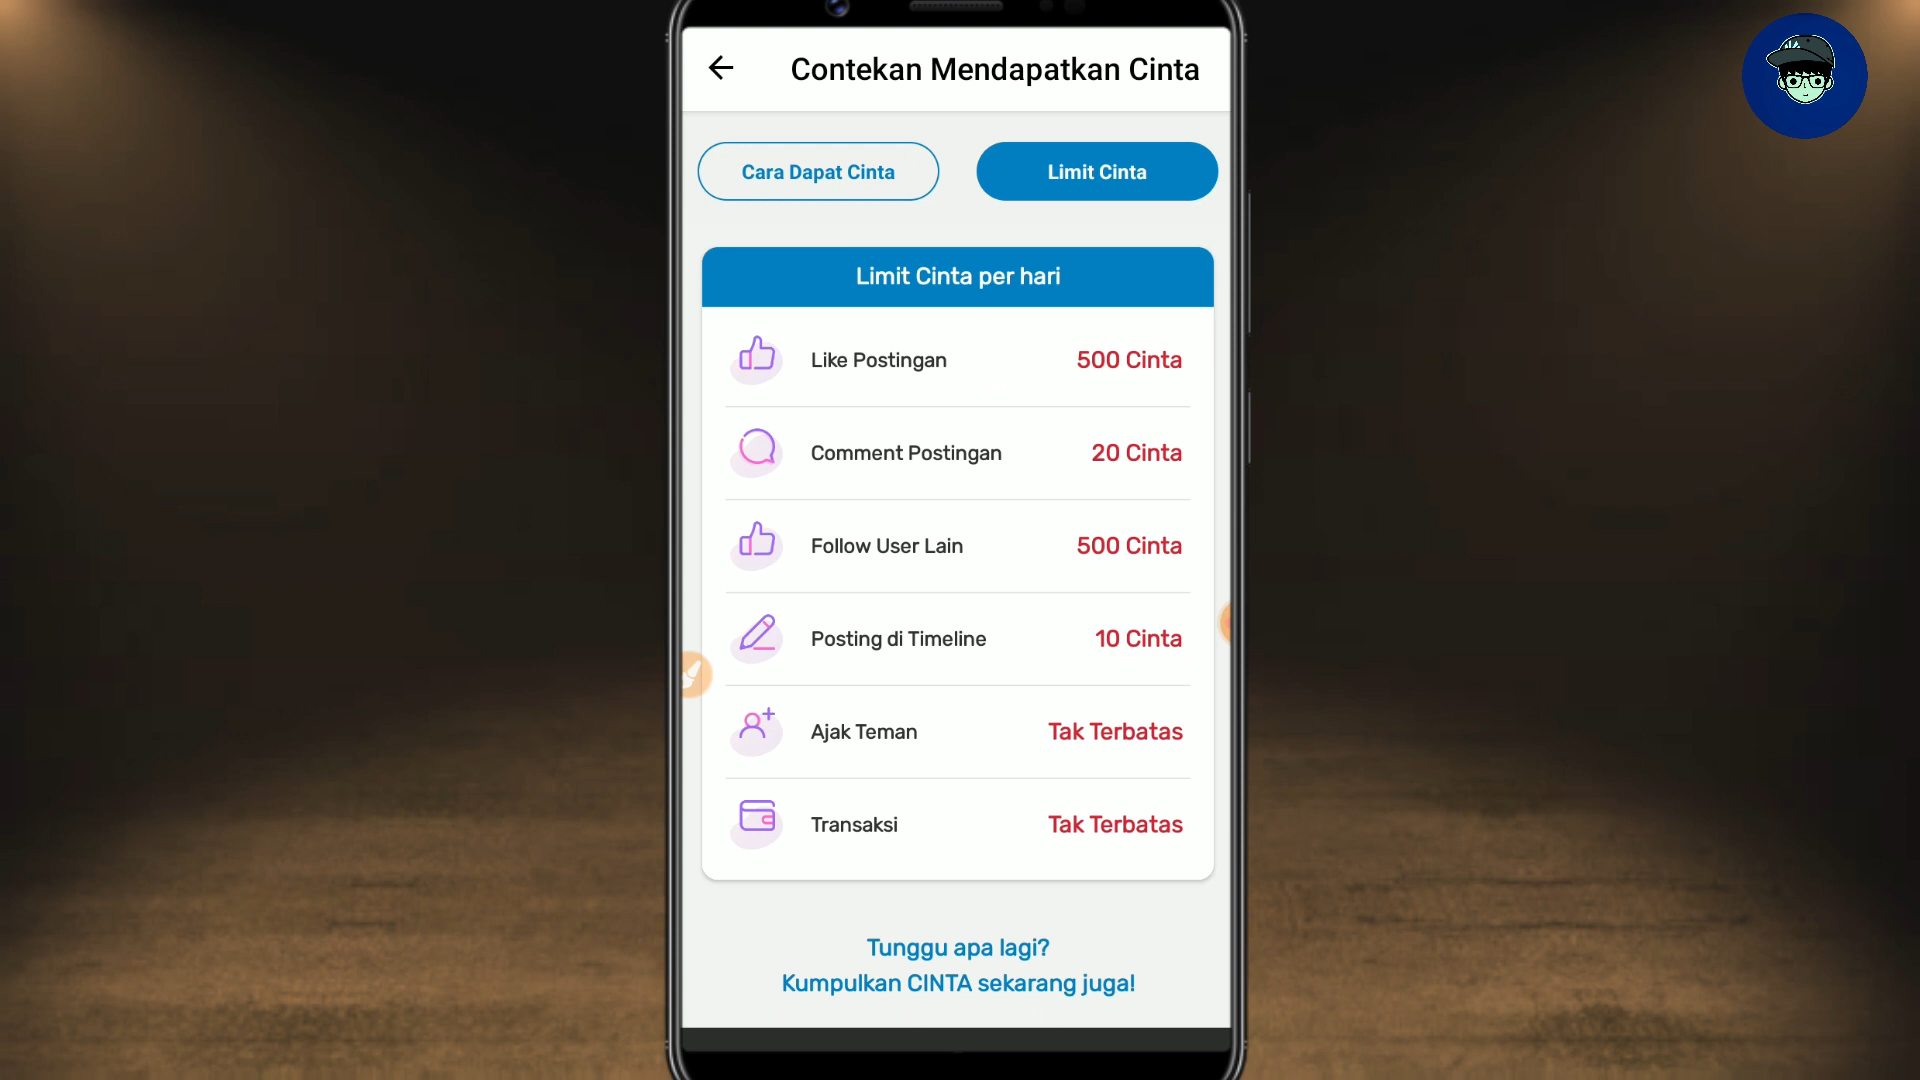 Contekan Mendapatkan Cinta
Cara Dapat Cinta
Limit Cinta
Limit Cinta per hari
Like Postingan 500 Cinta
Comment Postingan 20 Cinta
Follow User Lain 500 Cinta
Posting di Timeline 10 Cinta
Ajak Teman Tak Terbatas
Transaksi Tak Terbatas
Tunggu apa lagi?
Kumpulkan CINTA sekarang juga!